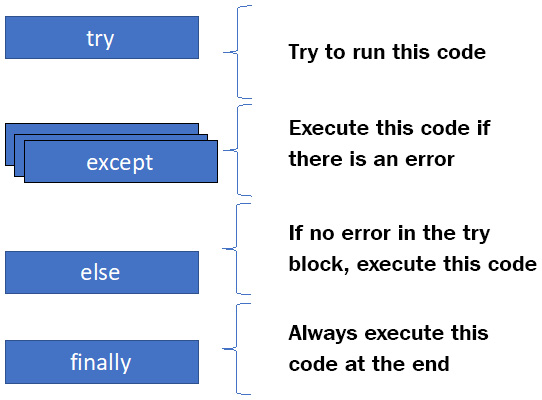 try
Try to run this code
except
Execute this code if
there is an error
else
If no error in the try
block, execute this code
finally
Always execute this
code at the end